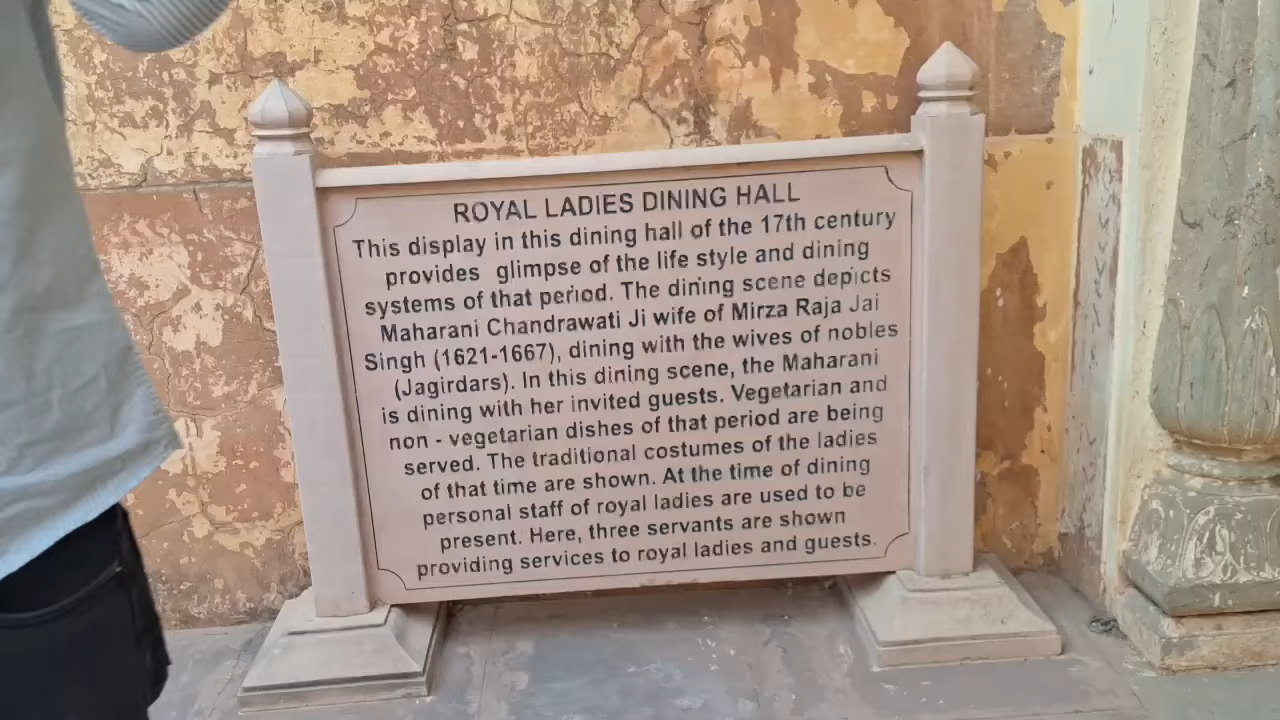 ROYAL LADIES DINING HALL
This display in this dining hall of the 17th century
provides glimpse of the life style and dining
systems of that period. The dining scene depicts
Maharani Chandrawati Ji wife of Mirza Raja Jai
Singh (1621-1667), dining with the wives of nobles
(Jagirdars). In this dining scene, the Maharani
is dining with her invited guests. Vegetarian and
non - vegetarian dishes of that period are being
served. The traditional costumes of the ladies
of that time are shown. At the time of dining
personal staff of royal ladies are used to be
present. Here, three servants are shown
providing services to royal ladies and guests.